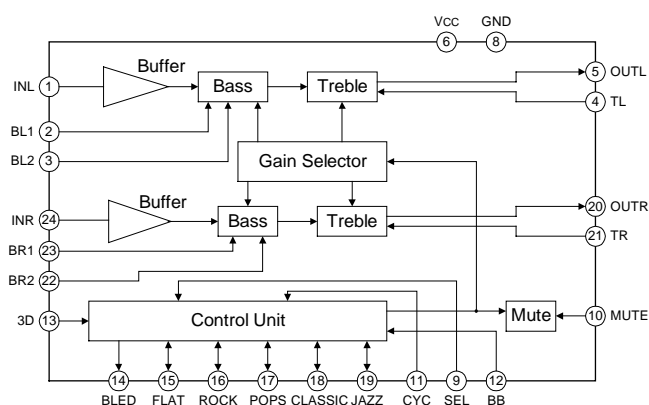 VCC GND
6 8
Buffer
INL 1 Bass Treble 5 OUTL
4 TL
BL1 2
BL2 3 Gain Selector
Buffer
INR 24 Bass Treble 20 OUTR
BR1 23 21 TR
BR2 22
3D 13 Control Unit Mute 10 MUTE
14 15 16 17 18 19 11 9 12
BLED FLAT ROCK POPS CLASSIC JAZZ CYC SEL BB